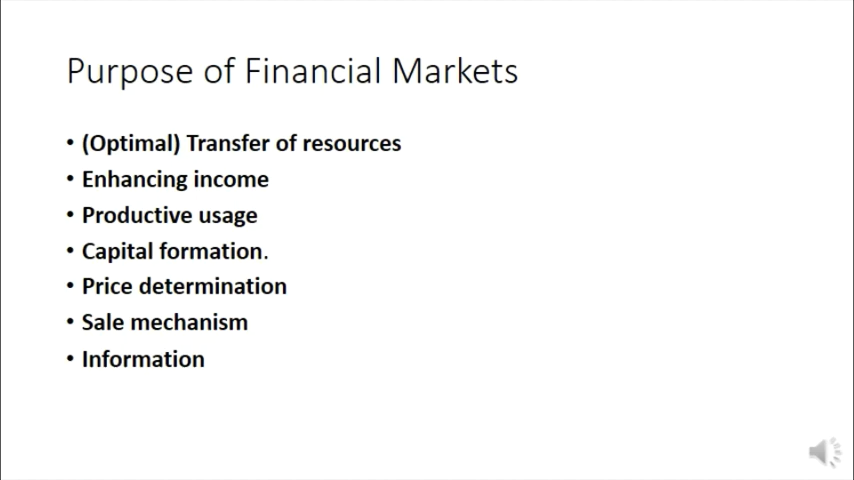 Purpose of Financial Markets
• (Optimal) Transfer of resources
• Enhancing income
• Productive usage
• Capital formation.
• Price determination
• Sale mechanism
• Information